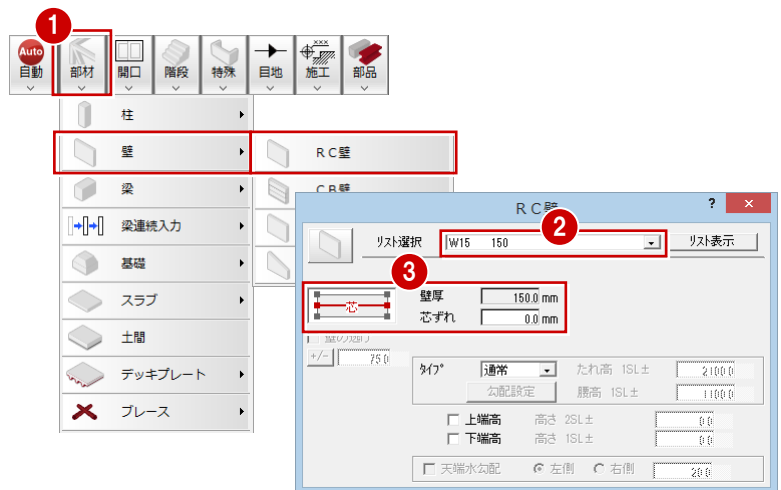 1
Auto
自動
部材
開口
階段
特殊
目地
×××
施工
部品
柱
壁
RC壁
梁
CB壁
梁連続入力
基礎
スラブ
土間
デッキプレート
ブレース
RC壁
?
×
2
リスト選択
W15 150
リスト表示
3
芯
壁厚 150.0 mm
芯ずれ 0.0 mm
+/-
75.0
タイプ 通常 たれ高 1SL± 2100.0
勾配設定 腰高 1SL± 1100.0
上端高 高さ 2SL± 0.0
下端高 高さ 1SL± 0.0
天端水勾配 左側 右側 20.0